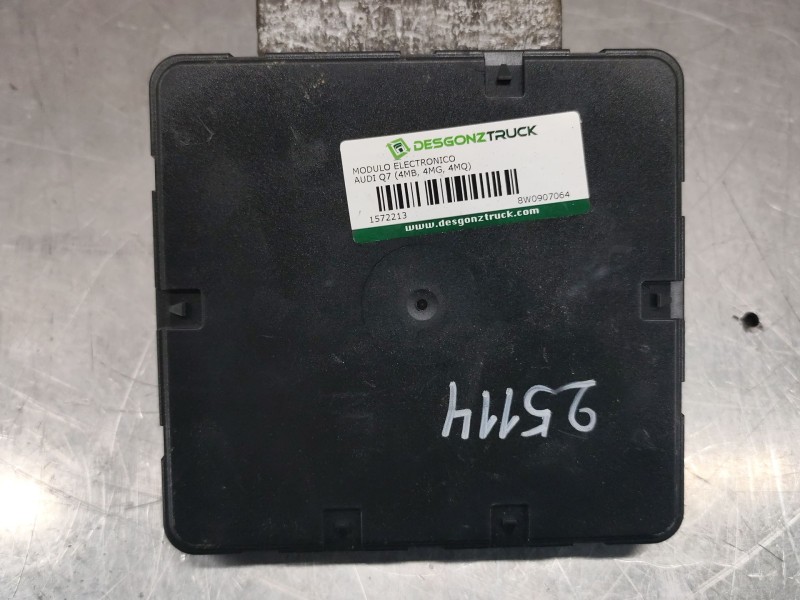 DESGONZTRUCK
MODULO ELECTRONICO
AUDI Q7 (4MB, 4MG, 4MQ)
1572213 8W0907064
www.desgonztruck.com
25114